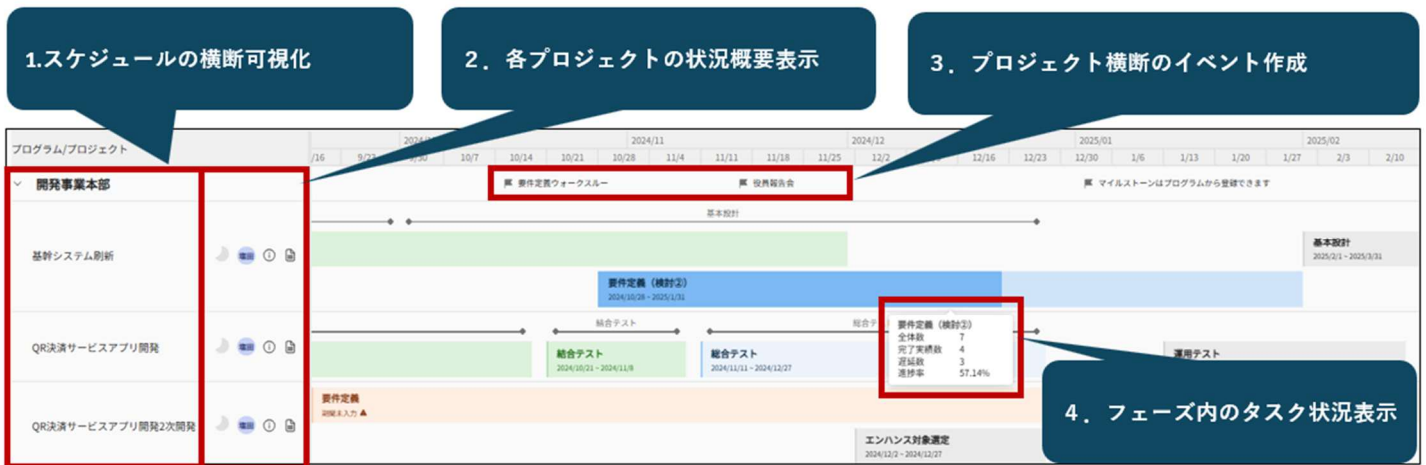 1.スケジュールの横断可視化
２．各プロジェクトの状況概要表示
３．プロジェクト横断のイベント作成
プログラム/プロジェクト
2024/11
2024/12
2025/01
2025/02
/16
10/7
10/14
10/21
10/28
11/4
11/11
11/18
11/25
12/2
12/16
12/23
12/30
1/6
1/13
1/20
1/27
2/3
2/10
開発事業本部
要件定義ウォークスルー
役員報告会
マイルストーンはプログラムから登録できます
基本設計
基幹システム刷新
基本設計
2025/2/1 ~ 2025/3/31
要件定義（検討②）
2024/10/28 ~ 2025/1/31
結合テスト
QR決済サービスアプリ開発
結合テスト
2024/10/21 ~ 2024/11/8
総合テスト
2024/11/11 ~ 2024/12/27
運用テスト
要件定義（検討②）
全体数 7
完了実績数 4
遅延数 3
進捗率 57.14%
要件定義
期間未入力
QR決済サービスアプリ開発2次開発
エンハンス対象選定
2024/12/2 ~ 2024/12/27
４．フェーズ内のタスク状況表示